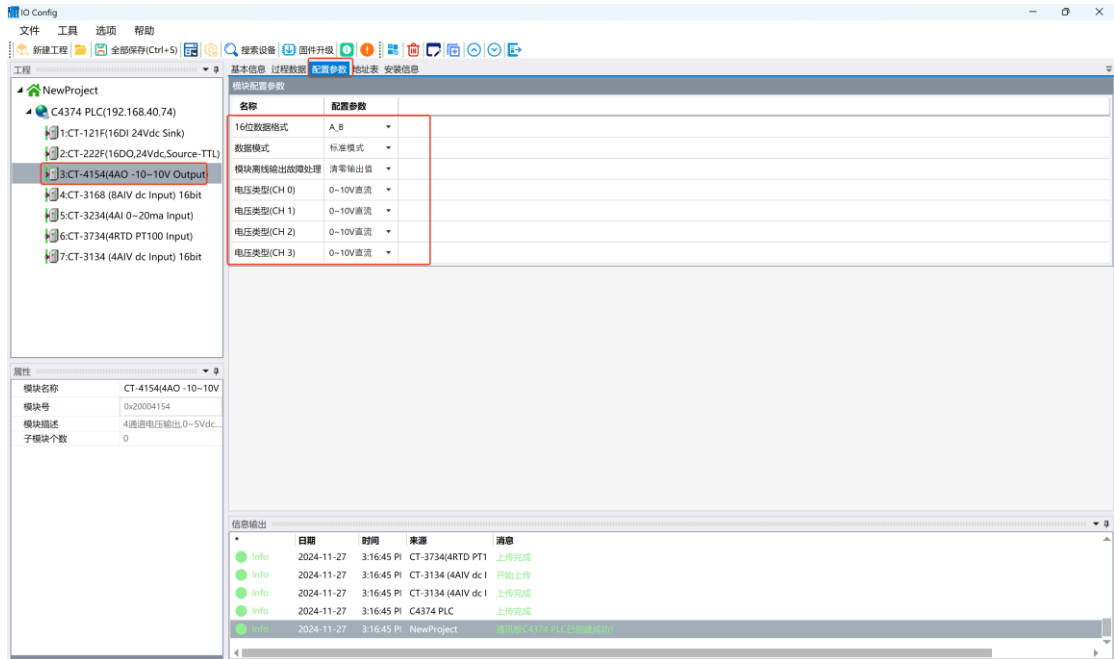 IO Config
文件 工具 选项 帮助
新建工程 全部保存(Ctrl+S) 搜索设备 固件升级
工程
NewProject
C4374 PLC(192.168.40.74)
1:CT-121F(16DI 24Vdc Sink)
2:CT-222F(16DO,24Vdc,Source-TTL)
3:CT-4154(4AO -10~10V Output)
4:CT-3168 (8AIV dc Input) 16bit
5:CT-3234(4AI 0~20ma Input)
6:CT-3734(4RTD PT100 Input)
7:CT-3134 (4AIV dc Input) 16bit
属性
模块名称 CT-4154(4AO -10~10V
模块号 0x20004154
模块描述 4通道电压输出,0~5Vdc...
子模块个数 0
基本信息 过程数据 配置参数 地址表 安装信息
模块配置参数
名称 配置参数
16位数据格式 A_B
数据模式 标准模式
模块离线输出故障处理 清零输出值
电压类型(CH 0) 0~10V直流
电压类型(CH 1) 0~10V直流
电压类型(CH 2) 0~10V直流
电压类型(CH 3) 0~10V直流
信息输出
* 日期 时间 来源 消息
Info 2024-11-27 3:16:45 PI CT-3734(4RTD PT1 上传完成
Info 2024-11-27 3:16:45 PI CT-3134 (4AIV dc I 开始上传
Info 2024-11-27 3:16:45 PI CT-3134 (4AIV dc I 上传完成
Info 2024-11-27 3:16:45 PI C4374 PLC 上传完成
Info 2024-11-27 3:16:45 PI NewProject 通讯板C4374 PLC已创建成功!